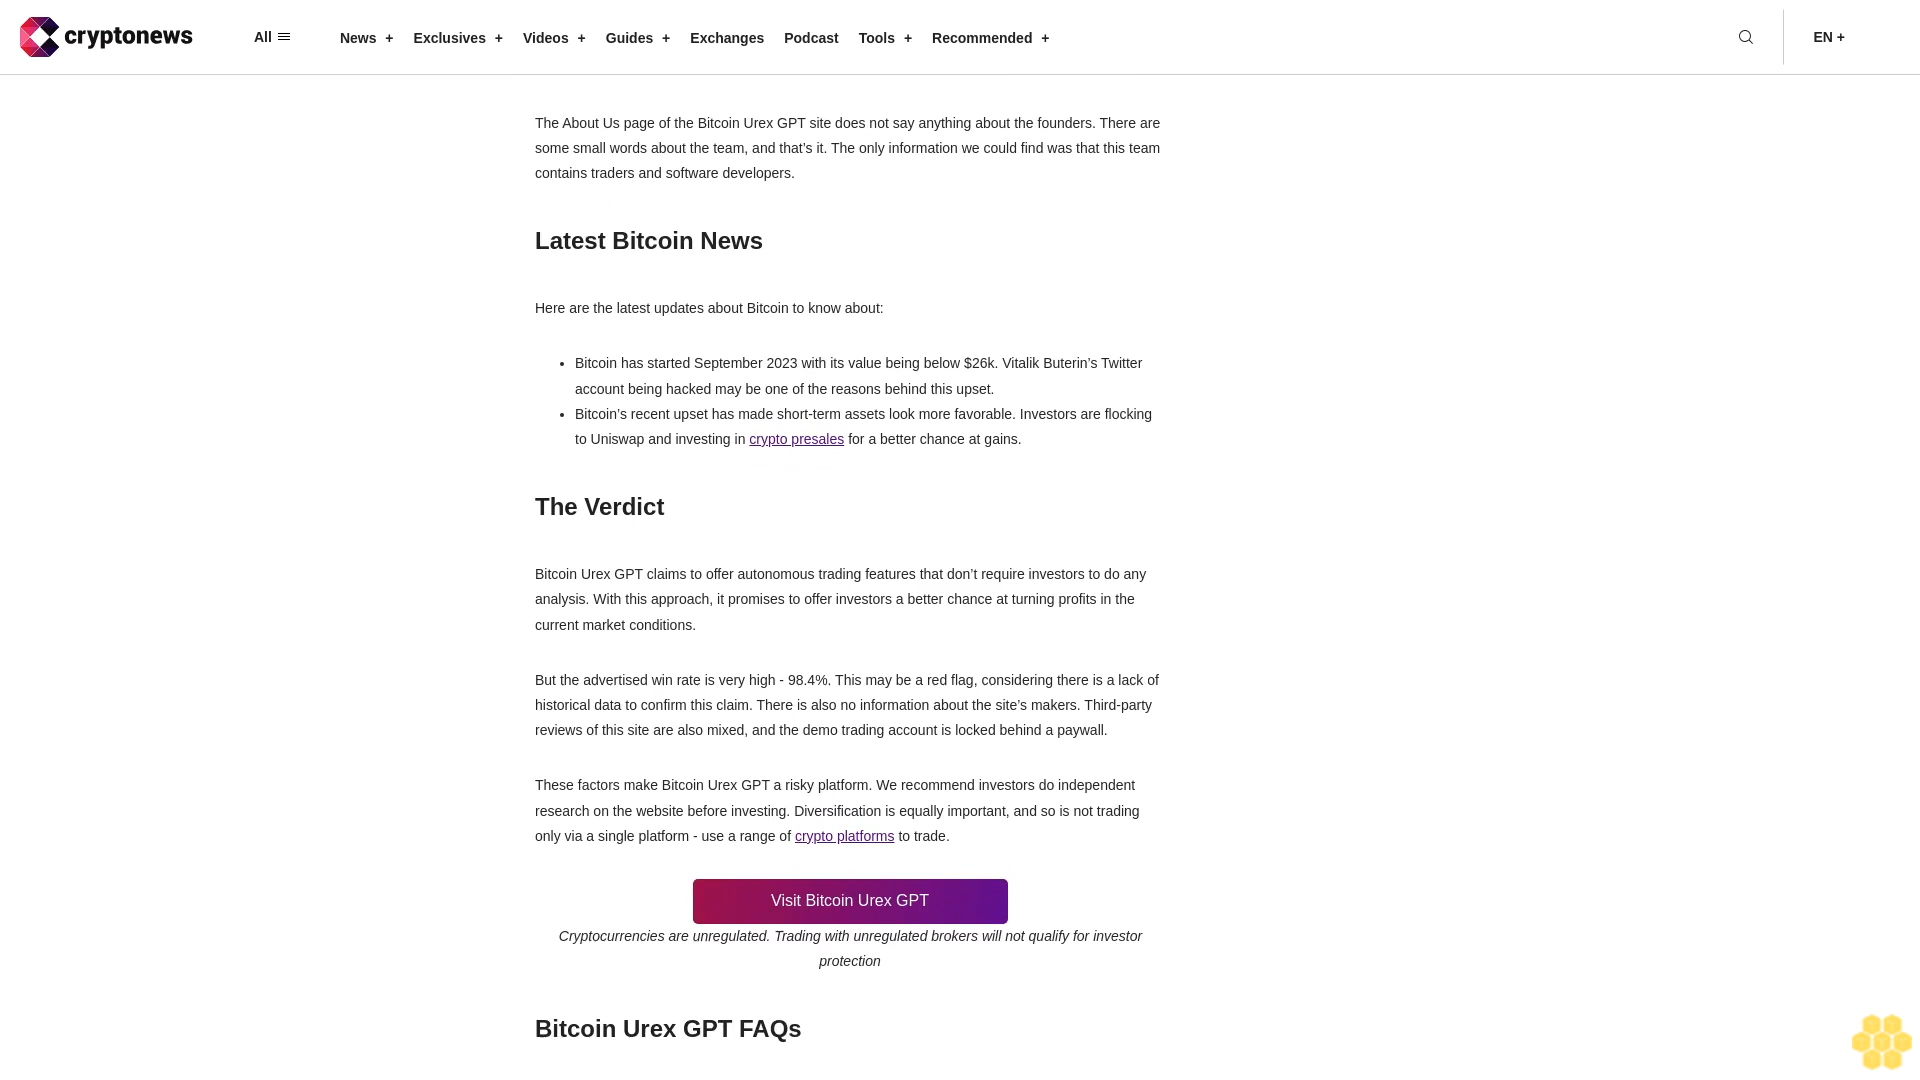 cryptonews
All
News +
Exclusives +
Videos +
Guides +
Exchanges
Podcast
Tools +
Recommended +
EN +
The About Us page of the Bitcoin Urex GPT site does not say anything about the founders. There are
some small words about the team, and that’s it. The only information we could find was that this team
contains traders and software developers.
Latest Bitcoin News
Here are the latest updates about Bitcoin to know about:
• Bitcoin has started September 2023 with its value being below $26k. Vitalik Buterin’s Twitter
account being hacked may be one of the reasons behind this upset.
• Bitcoin’s recent upset has made short-term assets look more favorable. Investors are flocking
to Uniswap and investing in crypto presales for a better chance at gains.
The Verdict
Bitcoin Urex GPT claims to offer autonomous trading features that don’t require investors to do any
analysis. With this approach, it promises to offer investors a better chance at turning profits in the
current market conditions.
But the advertised win rate is very high - 98.4%. This may be a red flag, considering there is a lack of
historical data to confirm this claim. There is also no information about the site’s makers. Third-party
reviews of this site are also mixed, and the demo trading account is locked behind a paywall.
These factors make Bitcoin Urex GPT a risky platform. We recommend investors do independent
research on the website before investing. Diversification is equally important, and so is not trading
only via a single platform - use a range of crypto platforms to trade.
Visit Bitcoin Urex GPT
Cryptocurrencies are unregulated. Trading with unregulated brokers will not qualify for investor
protection
Bitcoin Urex GPT FAQs